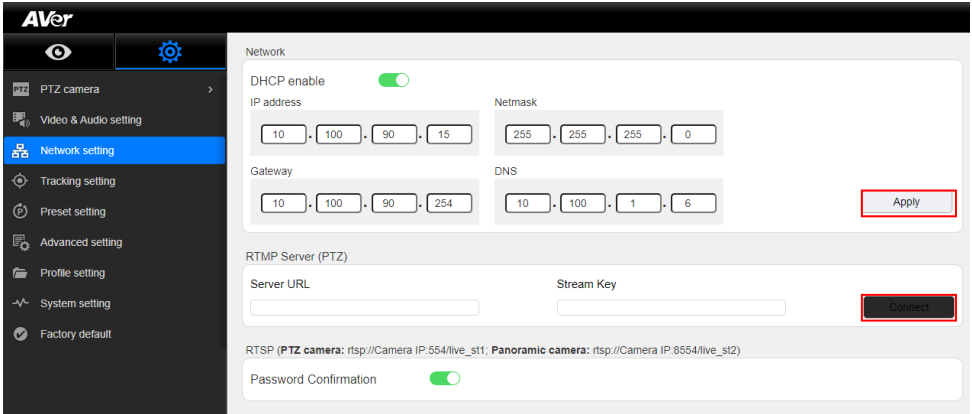 AVer
PTZ PTZ camera >
Video & Audio setting
Network setting
Tracking setting
Preset setting
Advanced setting
Profile setting
System setting
Factory default
Network
DHCP enable
IP address Netmask
10 . 100 . 90 . 15 255 . 255 . 255 . 0
Gateway DNS
10 . 100 . 90 . 254 10 . 100 . 1 . 6
Apply
RTMP Server (PTZ)
Server URL Stream Key
Connect
RTSP (PTZ camera: rtsp://Camera IP:554/live_st1; Panoramic camera: rtsp://Camera IP:8554/live_st2)
Password Confirmation